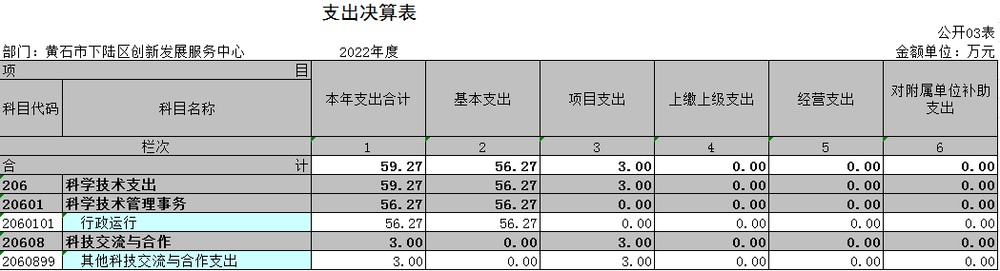 支出决算表
公开03表
部门：黄石市下陆区创新发展服务中心 2022年度 金额单位：万元
项 目 本年支出合计 基本支出 项目支出 上缴上级支出 经营支出 对附属单位补助
支出
科目代码 科目名称
栏次 1 2 3 4 5 6
合 计 59.27 56.27 3.00 0.00 0.00 0.00
206 科学技术支出 59.27 56.27 3.00 0.00 0.00 0.00
20601 科学技术管理事务 56.27 56.27 0.00 0.00 0.00 0.00
2060101 行政运行 56.27 56.27 0.00 0.00 0.00 0.00
20608 科技交流与合作 3.00 0.00 3.00 0.00 0.00 0.00
2060899 其他科技交流与合作支出 3.00 0.00 3.00 0.00 0.00 0.00